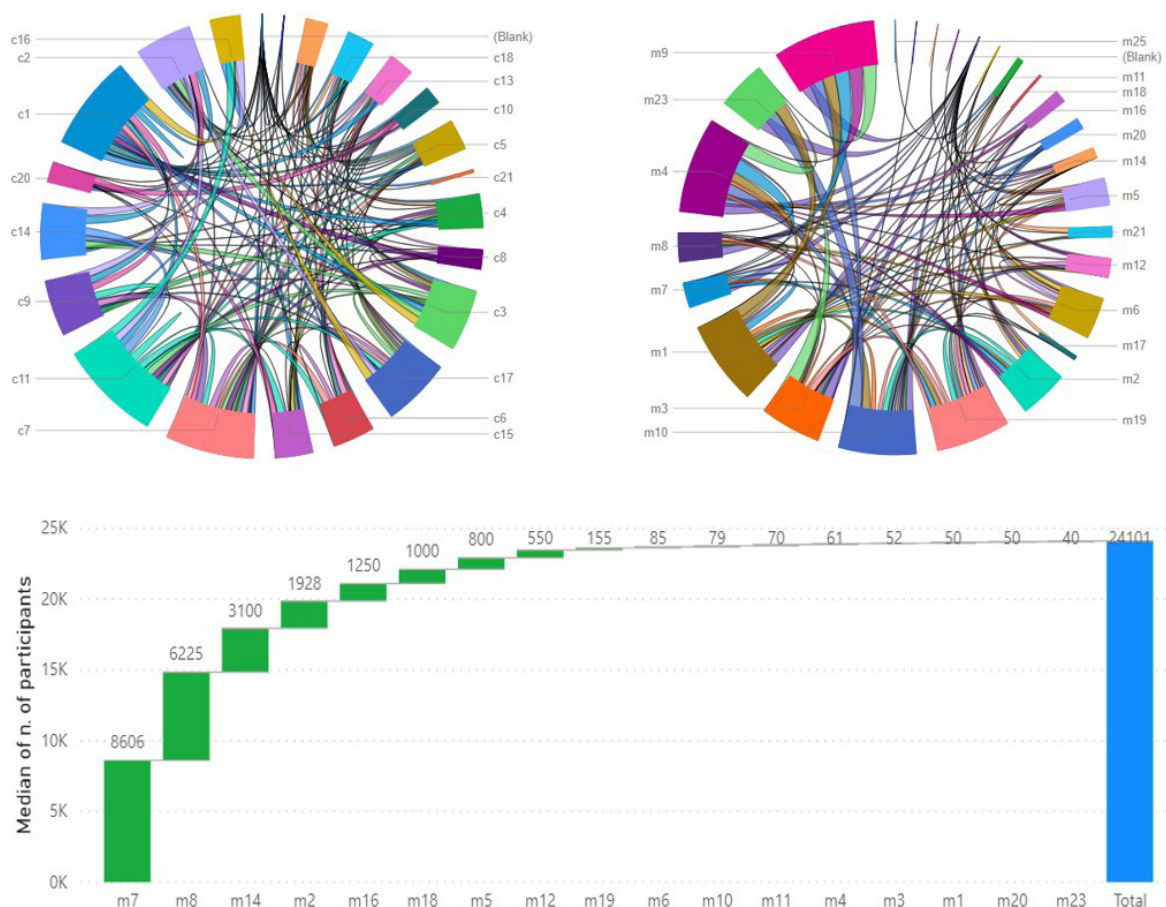 c16
c2
c1
c20
c14
c9
c11
c7
(Blank)
c18
c13
c10
c5
c21
c4
c8
c3
c17
c6
c15
m9
m23
m4
m8
m7
m1
m3
m10
m25
(Blank)
m11
m18
m16
m20
m14
m5
m21
m12
m6
m17
m2
m19
Median of n. of participants
25K
20K
15K
10K
5K
0K
8606 6225 3100 1928 1250 1000 800 550 155 85 79 70 61 52 50 50 40 24101
m7 m8 m14 m2 m16 m18 m5 m12 m19 m6 m10 m11 m4 m3 m1 m20 m23 Total